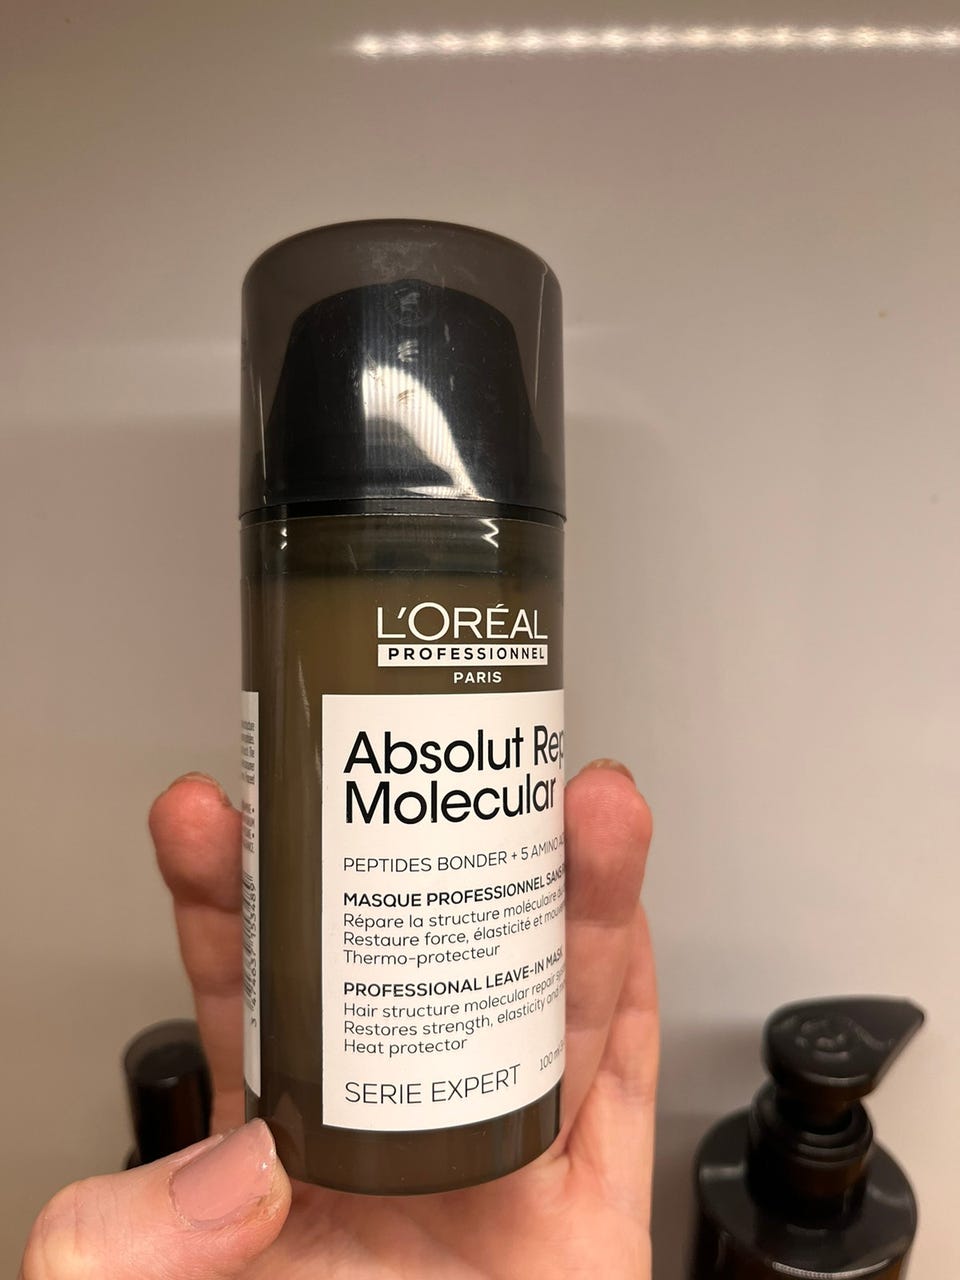 L'ORÉAL
PROFESSIONNEL
PARIS
Absolut Rep
Molecular
PEPTIDES BONDER + 5 AMINO
MASQUE PROFESSIONNEL SANS
Répare la structure moléculaire
Restaure force, élasticité et
Thermo-protecteur
PROFESSIONAL LEAVE-IN MASK
Hair structure molecular repair
Restores strength, elasticity and
Heat protector
100 ml
SERIE EXPERT